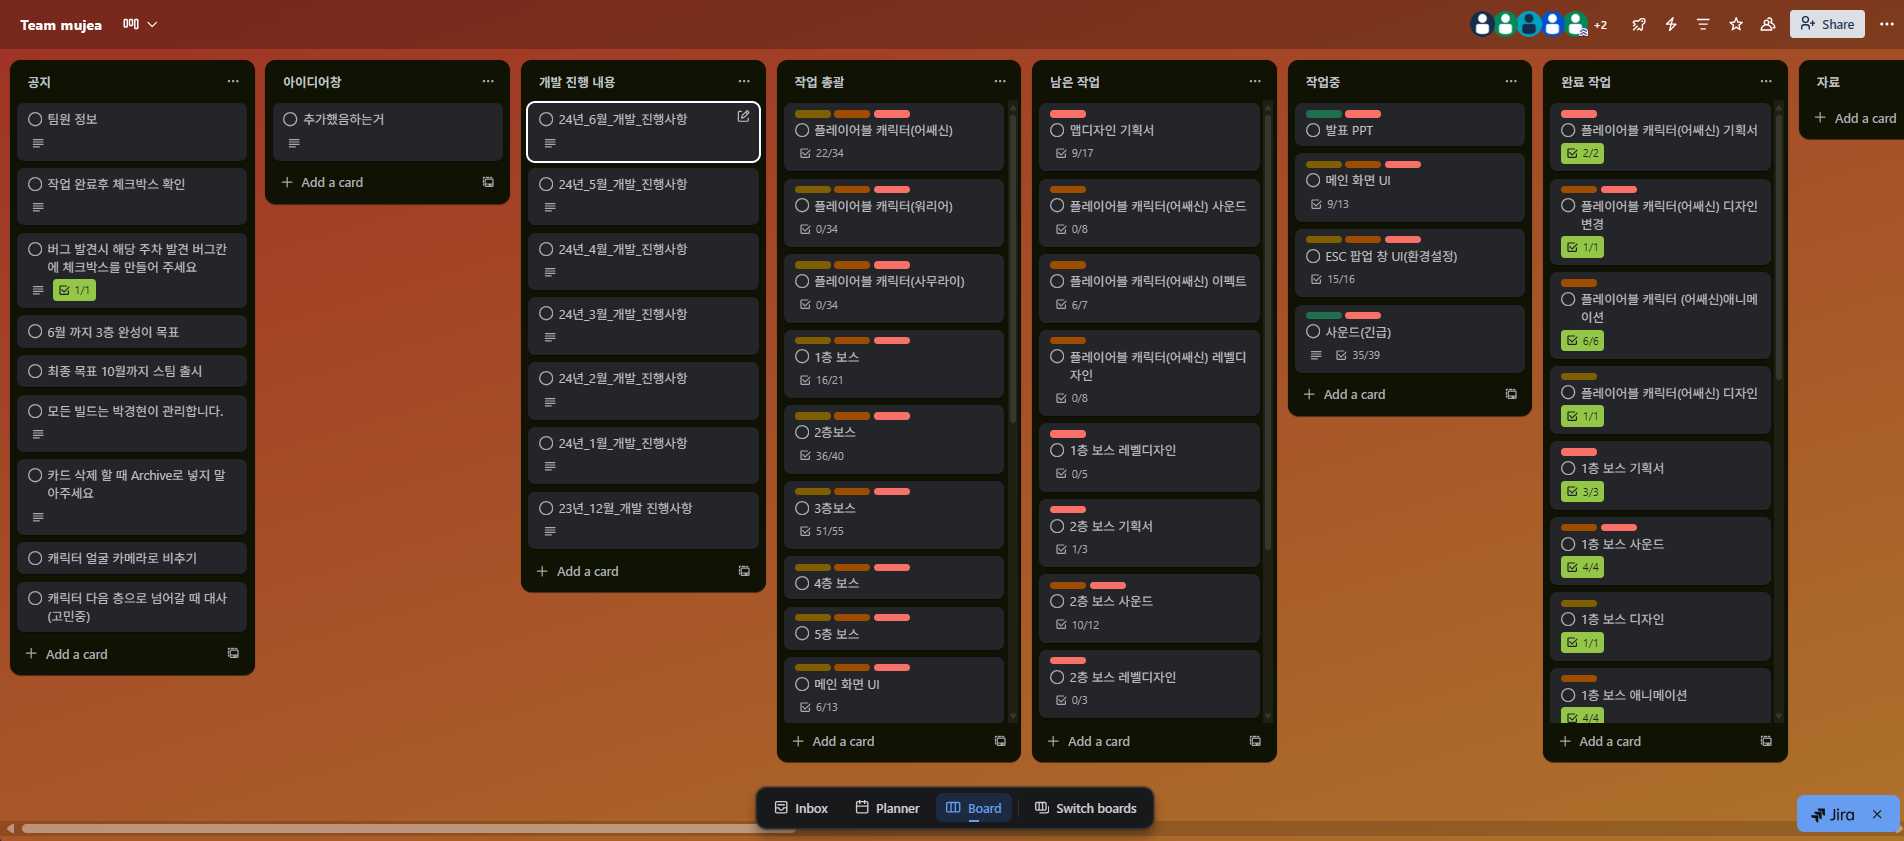 Team mujea
+2
Share
공지
팀원 정보
작업 완료후 체크박스 확인
버그 발견시 해당 주차 발견 버그칸
에 체크박스를 만들어 주세요
1/1
6월 까지 3층 완성이 목표
최종 목표 10월까지 스팀 출시
모든 빌드는 박경현이 관리합니다.
카드 삭제 할 때 Archive로 넣지 말
아주세요
캐릭터 얼굴 카메라로 비추기
캐릭터 다음 층으로 넘어갈 때 대사
(고민중)
Add a card
아이디어창
추가했음하는거
Add a card
개발 진행 내용
24년_6월_개발_진행사항
24년_5월_개발_진행사항
24년_4월_개발_진행사항
24년_3월_개발_진행사항
24년_2월_개발_진행사항
24년_1월_개발_진행사항
23년_12월_개발 진행사항
Add a card
작업 총괄
플레이어블 캐릭터(어쌔신)
22/34
플레이어블 캐릭터(워리어)
0/34
플레이어블 캐릭터(사무라이)
0/34
1층 보스
16/21
2층보스
36/40
3층보스
51/55
4층 보스
5층 보스
메인 화면 UI
6/13
Add a card
남은 작업
맵디자인 기획서
9/17
플레이어블 캐릭터(어쌔신) 사운드
0/8
플레이어블 캐릭터(어쌔신) 이펙트
6/7
플레이어블 캐릭터(어쌔신) 레벨디
자인
0/8
1층 보스 레벨디자인
0/5
2층 보스 기획서
1/3
2층 보스 사운드
10/12
2층 보스 레벨디자인
0/3
Add a card
작업중
발표 PPT
메인 화면 UI
9/13
ESC 팝업 창 UI(환경설정)
15/16
사운드(긴급)
35/39
Add a card
완료 작업
플레이어블 캐릭터(어쌔신) 기획서
2/2
플레이어블 캐릭터(어쌔신) 디자인
변경
1/1
플레이어블 캐릭터 (어쌔신)애니메
이션
6/6
플레이어블 캐릭터(어쌔신) 디자인
1/1
1층 보스 기획서
3/3
1층 보스 사운드
4/4
1층 보스 디자인
1/1
1층 보스 애니메이션
4/4
Add a card
자료
Add a card
Inbox
Planner
Board
Switch boards
Jira